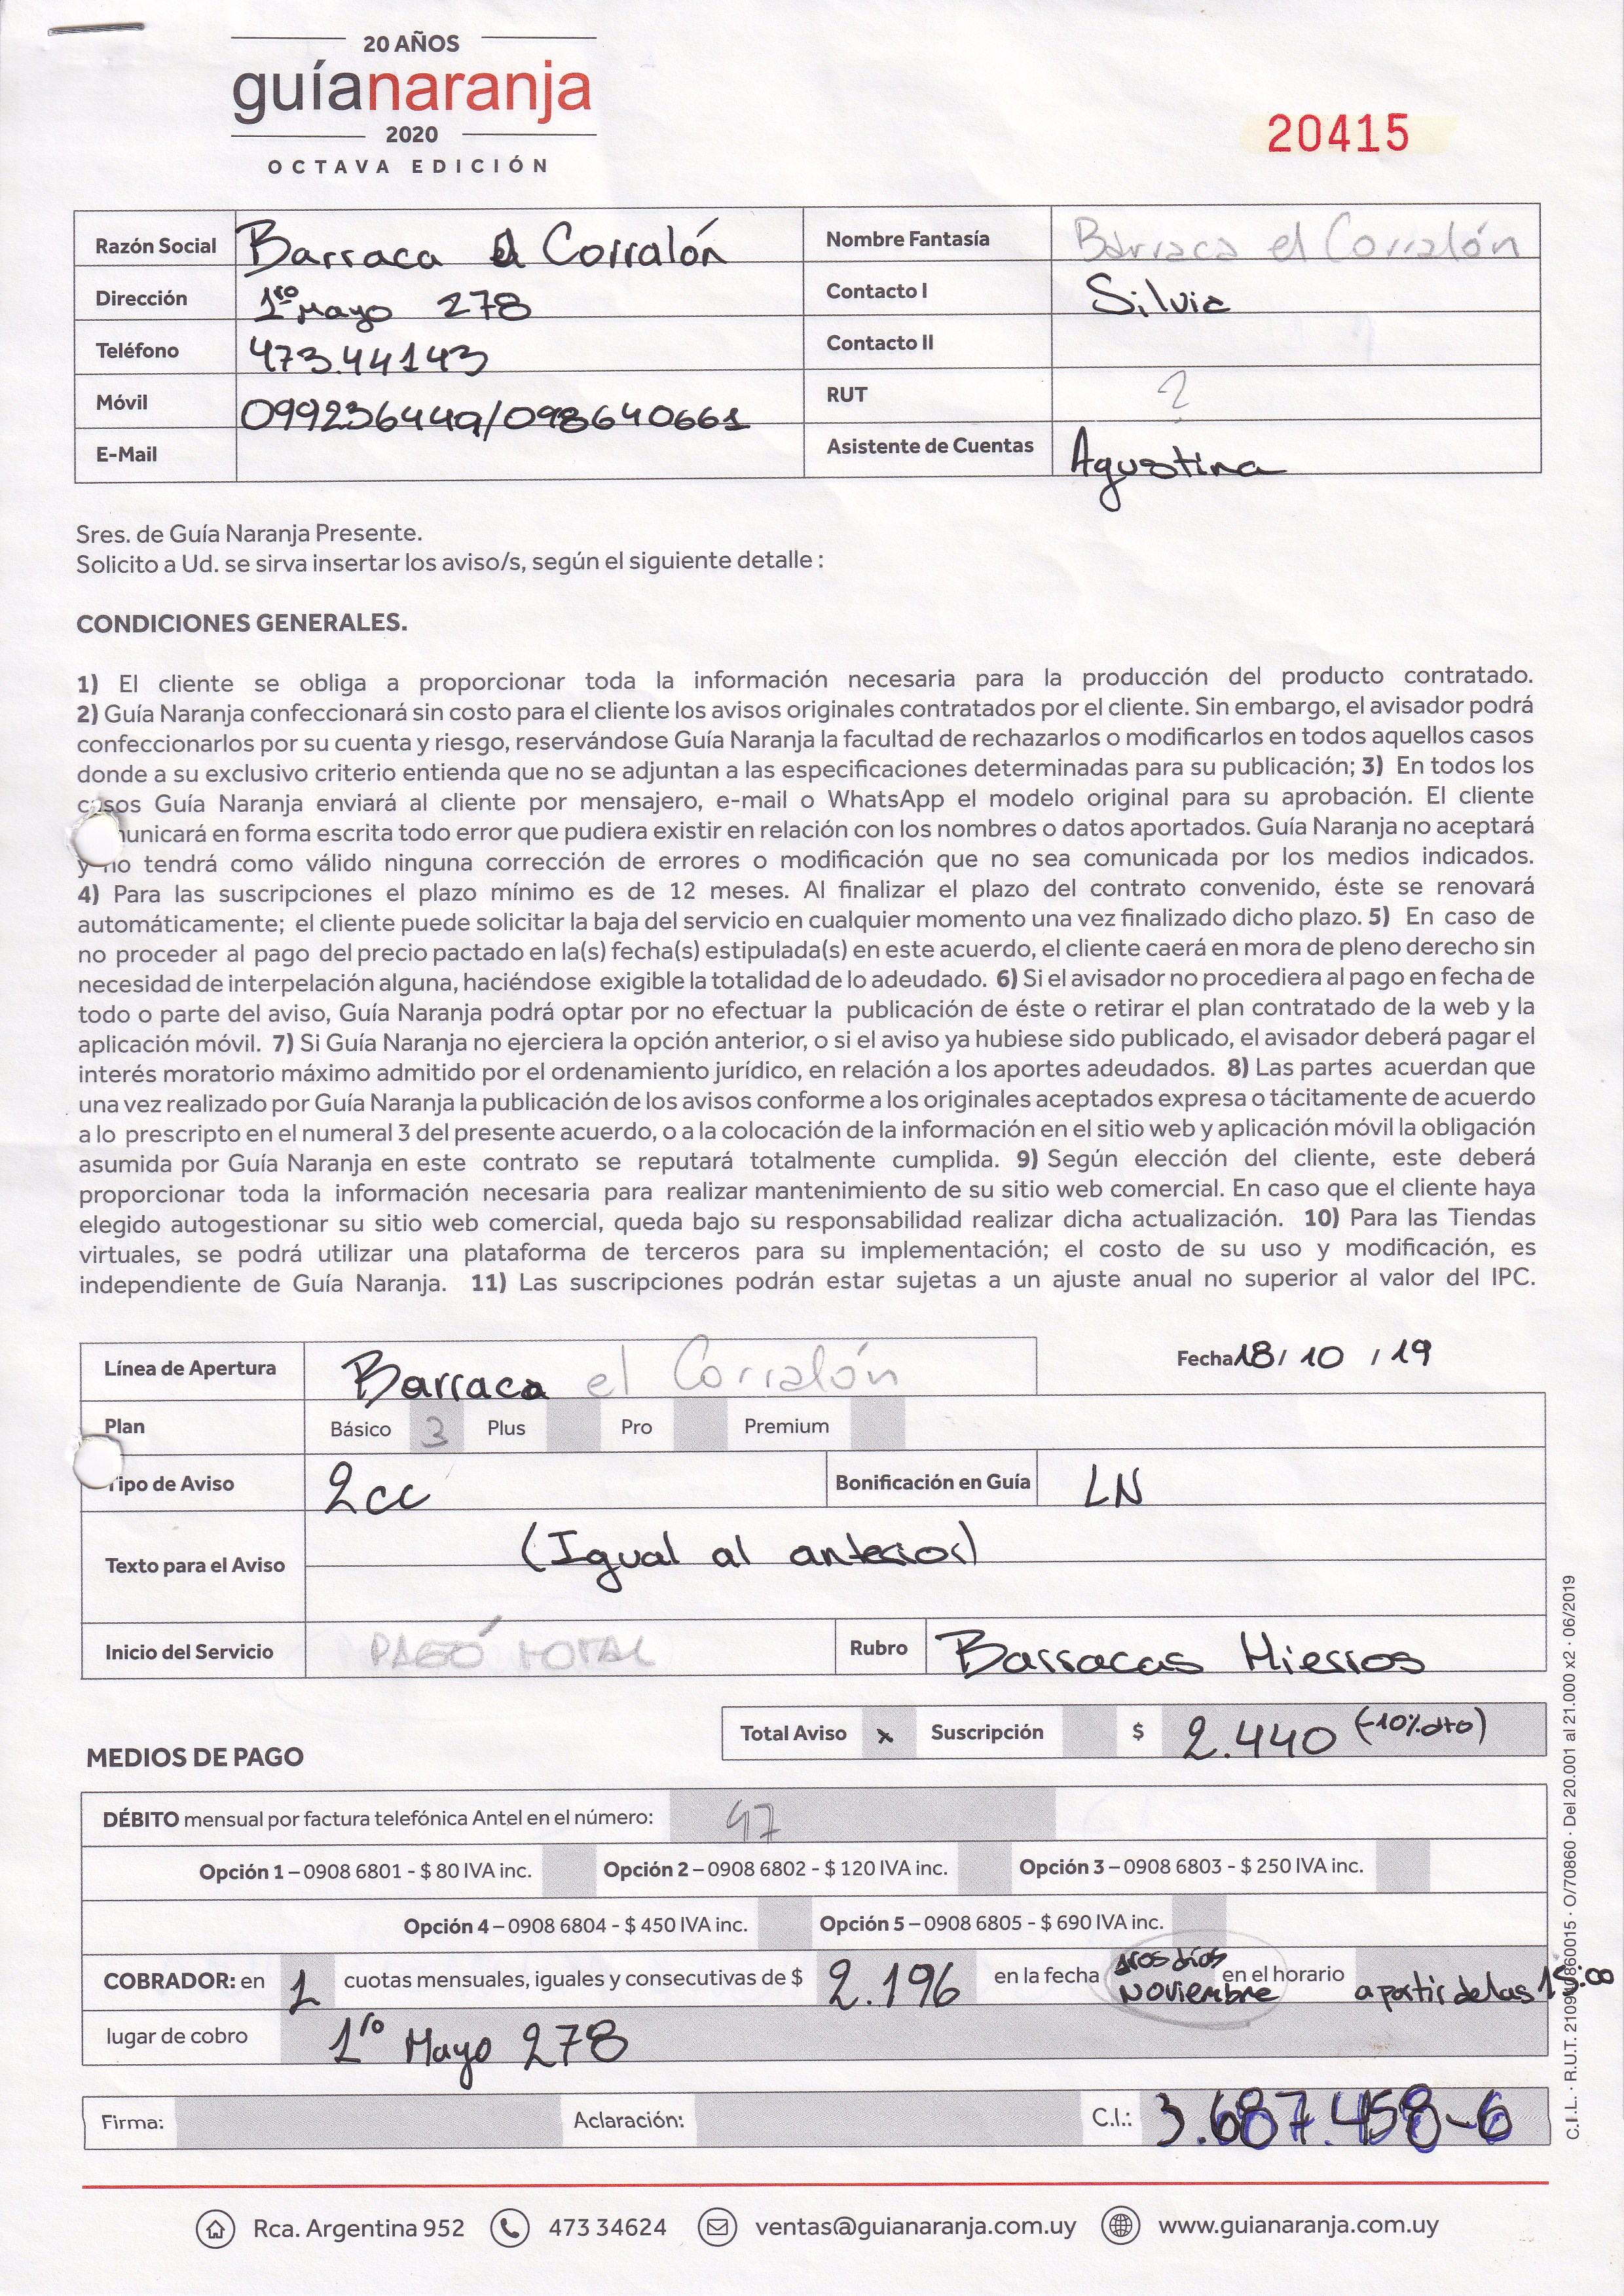 20 AÑOS
guíanaranja
2020
OCTAVA EDICIÓN
20415
Razón Social Barraca el Corralón Nombre Fantasía Barraca el Corralón
Dirección 1ro Mayo 278 Contacto I Silvia
Teléfono 473.44143 Contacto II
Móvil 099236449/098640661 RUT ?
E-Mail Asistente de Cuentas Agustina
Sres. de Guía Naranja Presente.
Solicito a Ud. se sirva insertar los aviso/s, según el siguiente detalle :
CONDICIONES GENERALES.
1) El cliente se obliga a proporcionar toda la información necesaria para la producción del producto contratado.
2) Guía Naranja confeccionará sin costo para el cliente los avisos originales contratados por el cliente. Sin embargo, el avisador podrá
confeccionarlos por su cuenta y riesgo, reservándose Guía Naranja la facultad de rechazarlos o modificarlos en todos aquellos casos
donde a su exclusivo criterio entienda que no se adjuntan a las especificaciones determinadas para su publicación; 3) En todos los
casos Guía Naranja enviará al cliente por mensajero, e-mail o WhatsApp el modelo original para su aprobación. El cliente
municará en forma escrita todo error que pudiera existir en relación con los nombres o datos aportados. Guía Naranja no aceptará
y no tendrá como válido ninguna corrección de errores o modificación que no sea comunicada por los medios indicados.
4) Para las suscripciones el plazo mínimo es de 12 meses. Al finalizar el plazo del contrato convenido, éste se renovará
automáticamente; el cliente puede solicitar la baja del servicio en cualquier momento una vez finalizado dicho plazo. 5) En caso de
no proceder al pago del precio pactado en la(s) fecha(s) estipulada(s) en este acuerdo, el cliente caerá en mora de pleno derecho sin
necesidad de interpelación alguna, haciéndose exigible la totalidad de lo adeudado. 6) Si el avisador no procediera al pago en fecha de
todo o parte del aviso, Guía Naranja podrá optar por no efectuar la publicación de éste o retirar el plan contratado de la web y la
aplicación móvil. 7) Si Guía Naranja no ejerciera la opción anterior, o si el aviso ya hubiese sido publicado, el avisador deberá pagar el
interés moratorio máximo admitido por el ordenamiento jurídico, en relación a los aportes adeudados. 8) Las partes acuerdan que
una vez realizado por Guía Naranja la publicación de los avisos conforme a los originales aceptados expresa o tácitamente de acuerdo
a lo prescripto en el numeral 3 del presente acuerdo, o a la colocación de la información en el sitio web y aplicación móvil la obligación
asumida por Guía Naranja en este contrato se reputará totalmente cumplida. 9) Según elección del cliente, este deberá
proporcionar toda la información necesaria para realizar mantenimiento de su sitio web comercial. En caso que el cliente haya
elegido autogestionar su sitio web comercial, queda bajo su responsabilidad realizar dicha actualización. 10) Para las Tiendas
virtuales, se podrá utilizar una plataforma de terceros para su implementación; el costo de su uso y modificación, es
independiente de Guía Naranja. 11) Las suscripciones podrán estar sujetas a un ajuste anual no superior al valor del IPC.
Línea de Apertura Barraca el Corralón Fecha 18/ 10 / 19
Plan Básico 3 Plus Pro Premium
Tipo de Aviso 2cc Bonificación en Guía LN
Texto para el Aviso (Igual al anterior)
Inicio del Servicio PAGÓ TOTAL Rubro Barracas Hierros
Total Aviso x Suscripción $ 2.440 (-10% dto)
MEDIOS DE PAGO
DÉBITO mensual por factura telefónica Antel en el número: 47
Opción 1 – 0908 6801 - $ 80 IVA inc. Opción 2 – 0908 6802 - $ 120 IVA inc. Opción 3 – 0908 6803 - $ 250 IVA inc.
Opción 4 – 0908 6804 - $ 450 IVA inc. Opción 5 – 0908 6805 - $ 690 IVA inc.
COBRADOR: en 1 cuotas mensuales, iguales y consecutivas de $ 2.196 en la fecha 1ros días Noviembre en el horario a partir de las 15:00
lugar de cobro 1ro Mayo 278
Firma: Aclaración: C.I.: 3.687.458-6
Rca. Argentina 952 473 34624 ventas@guianaranja.com.uy www.guianaranja.com.uy